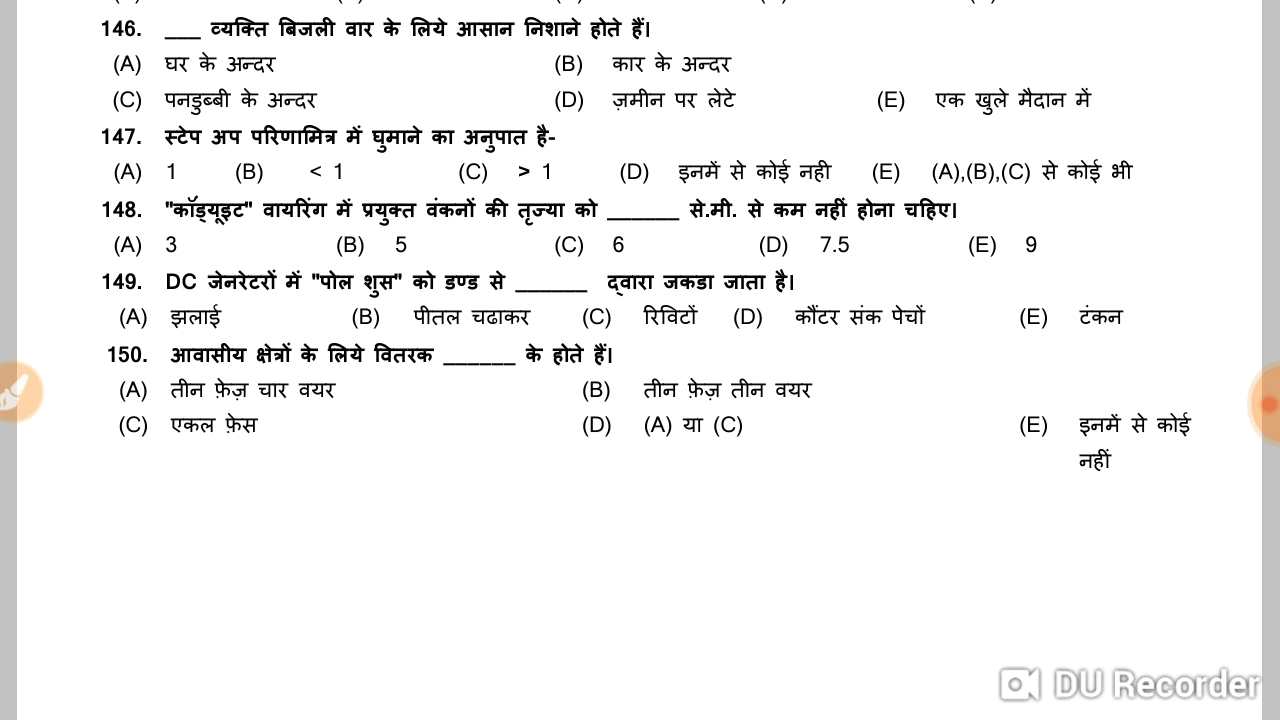 146. ___ व्यक्ति बिजली वार के लिये आसान निशाने होते हैं।
(A) घर के अन्दर (B) कार के अन्दर
(C) पनडुब्बी के अन्दर (D) ज़मीन पर लेटे (E) एक खुले मैदान में
147. स्टेप अप परिणामित्र में घुमाने का अनुपात है-
(A) 1 (B) < 1 (C) > 1 (D) इनमें से कोई नही (E) (A),(B),(C) से कोई भी
148. "कॉड्यूइट" वायरिंग में प्रयुक्त वंकनों की तृज्या को ______ से.मी. से कम नहीं होना चहिए।
(A) 3 (B) 5 (C) 6 (D) 7.5 (E) 9
149. DC जेनरेटरों में "पोल शुस" को डण्ड से ______ द्वारा जकडा जाता है।
(A) झलाई (B) पीतल चढाकर (C) रिविटों (D) कौंटर संक पेचों (E) टंकन
150. आवासीय क्षेत्रों के लिये वितरक ______ के होते हैं।
(A) तीन फ़ेज़ चार वयर (B) तीन फ़ेज़ तीन वयर
(C) एकल फ़ेस (D) (A) या (C) (E) इनमें से कोई
नहीं
DU Recorder